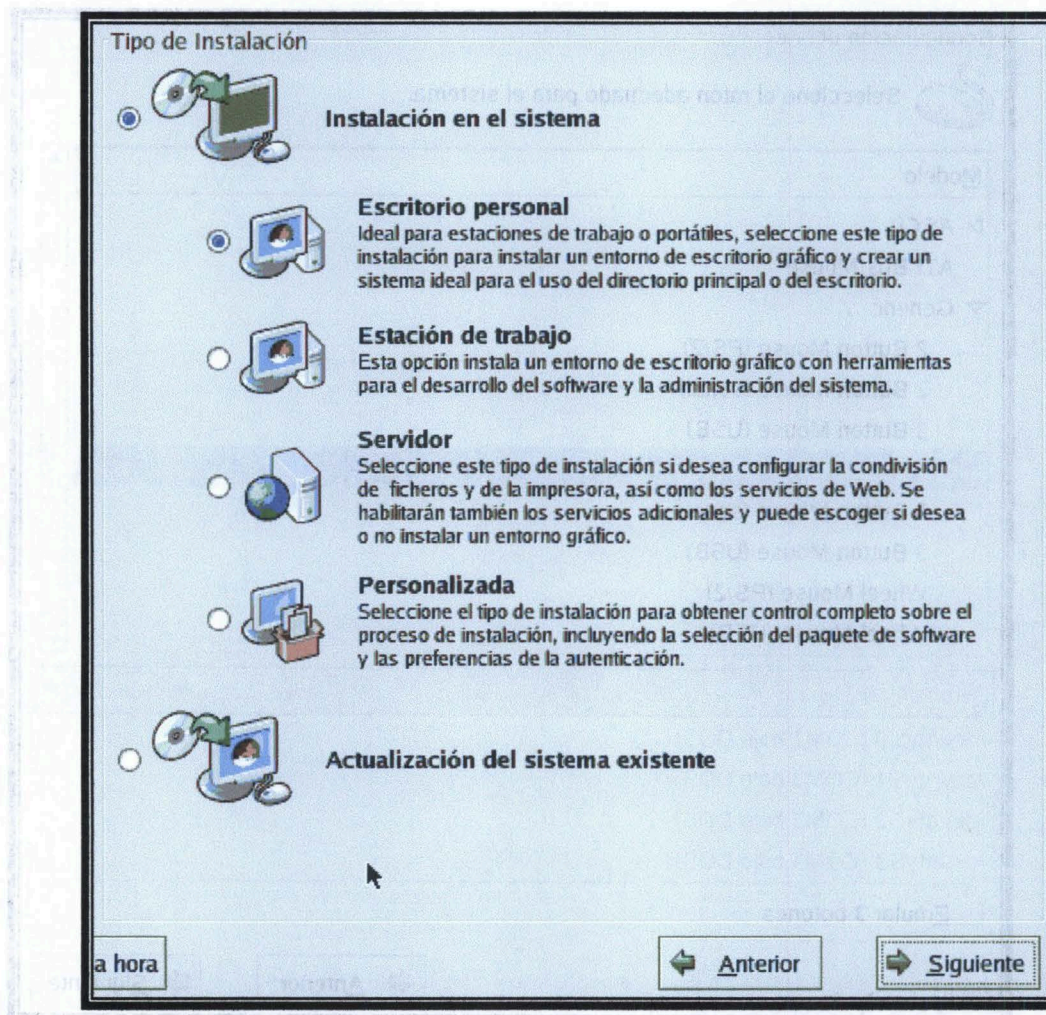 Tipo de Instalación
Instalación en el sistema
Escritorio personal
Ideal para estaciones de trabajo o portátiles, seleccione este tipo de
instalación para instalar un entorno de escritorio gráfico y crear un
sistema ideal para el uso del directorio principal o del escritorio.
Estación de trabajo
Esta opción instala un entorno de escritorio gráfico con herramientas
para el desarrollo del software y la administración del sistema.
Servidor
Seleccione este tipo de instalación si desea configurar la condivisión
de ficheros y de la impresora, así como los servicios de Web. Se
habilitarán también los servicios adicionales y puede escoger si desea
o no instalar un entorno gráfico.
Personalizada
Seleccione el tipo de instalación para obtener control completo sobre el
proceso de instalación, incluyendo la selección del paquete de software
y las preferencias de la autenticación.
Actualización del sistema existente
a hora
Anterior
Siguiente